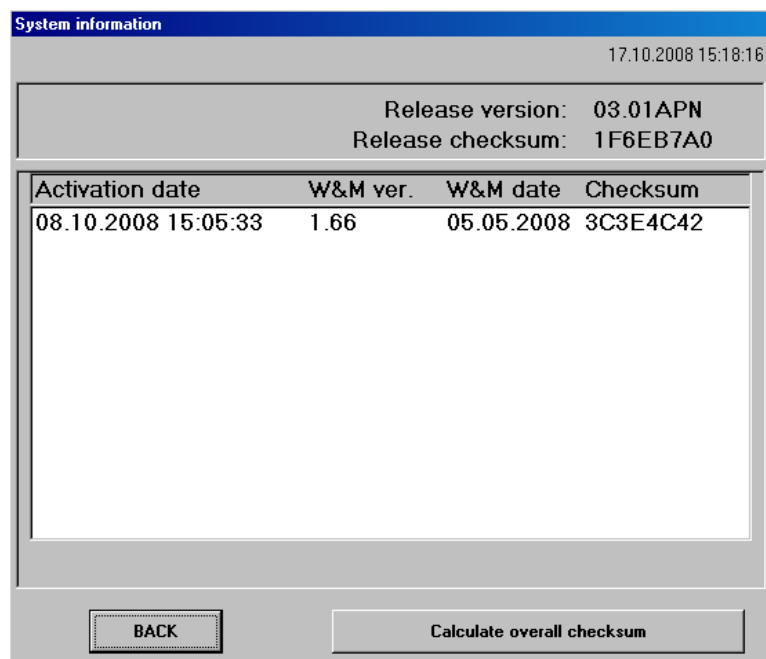 System information
17.10.2008 15:18:16
Release version: 03.01APN
Release checksum: 1F6EB7A0
Activation date W&M ver. W&M date Checksum
08.10.2008 15:05:33 1.66 05.05.2008 3C3E4C42
BACK Calculate overall checksum